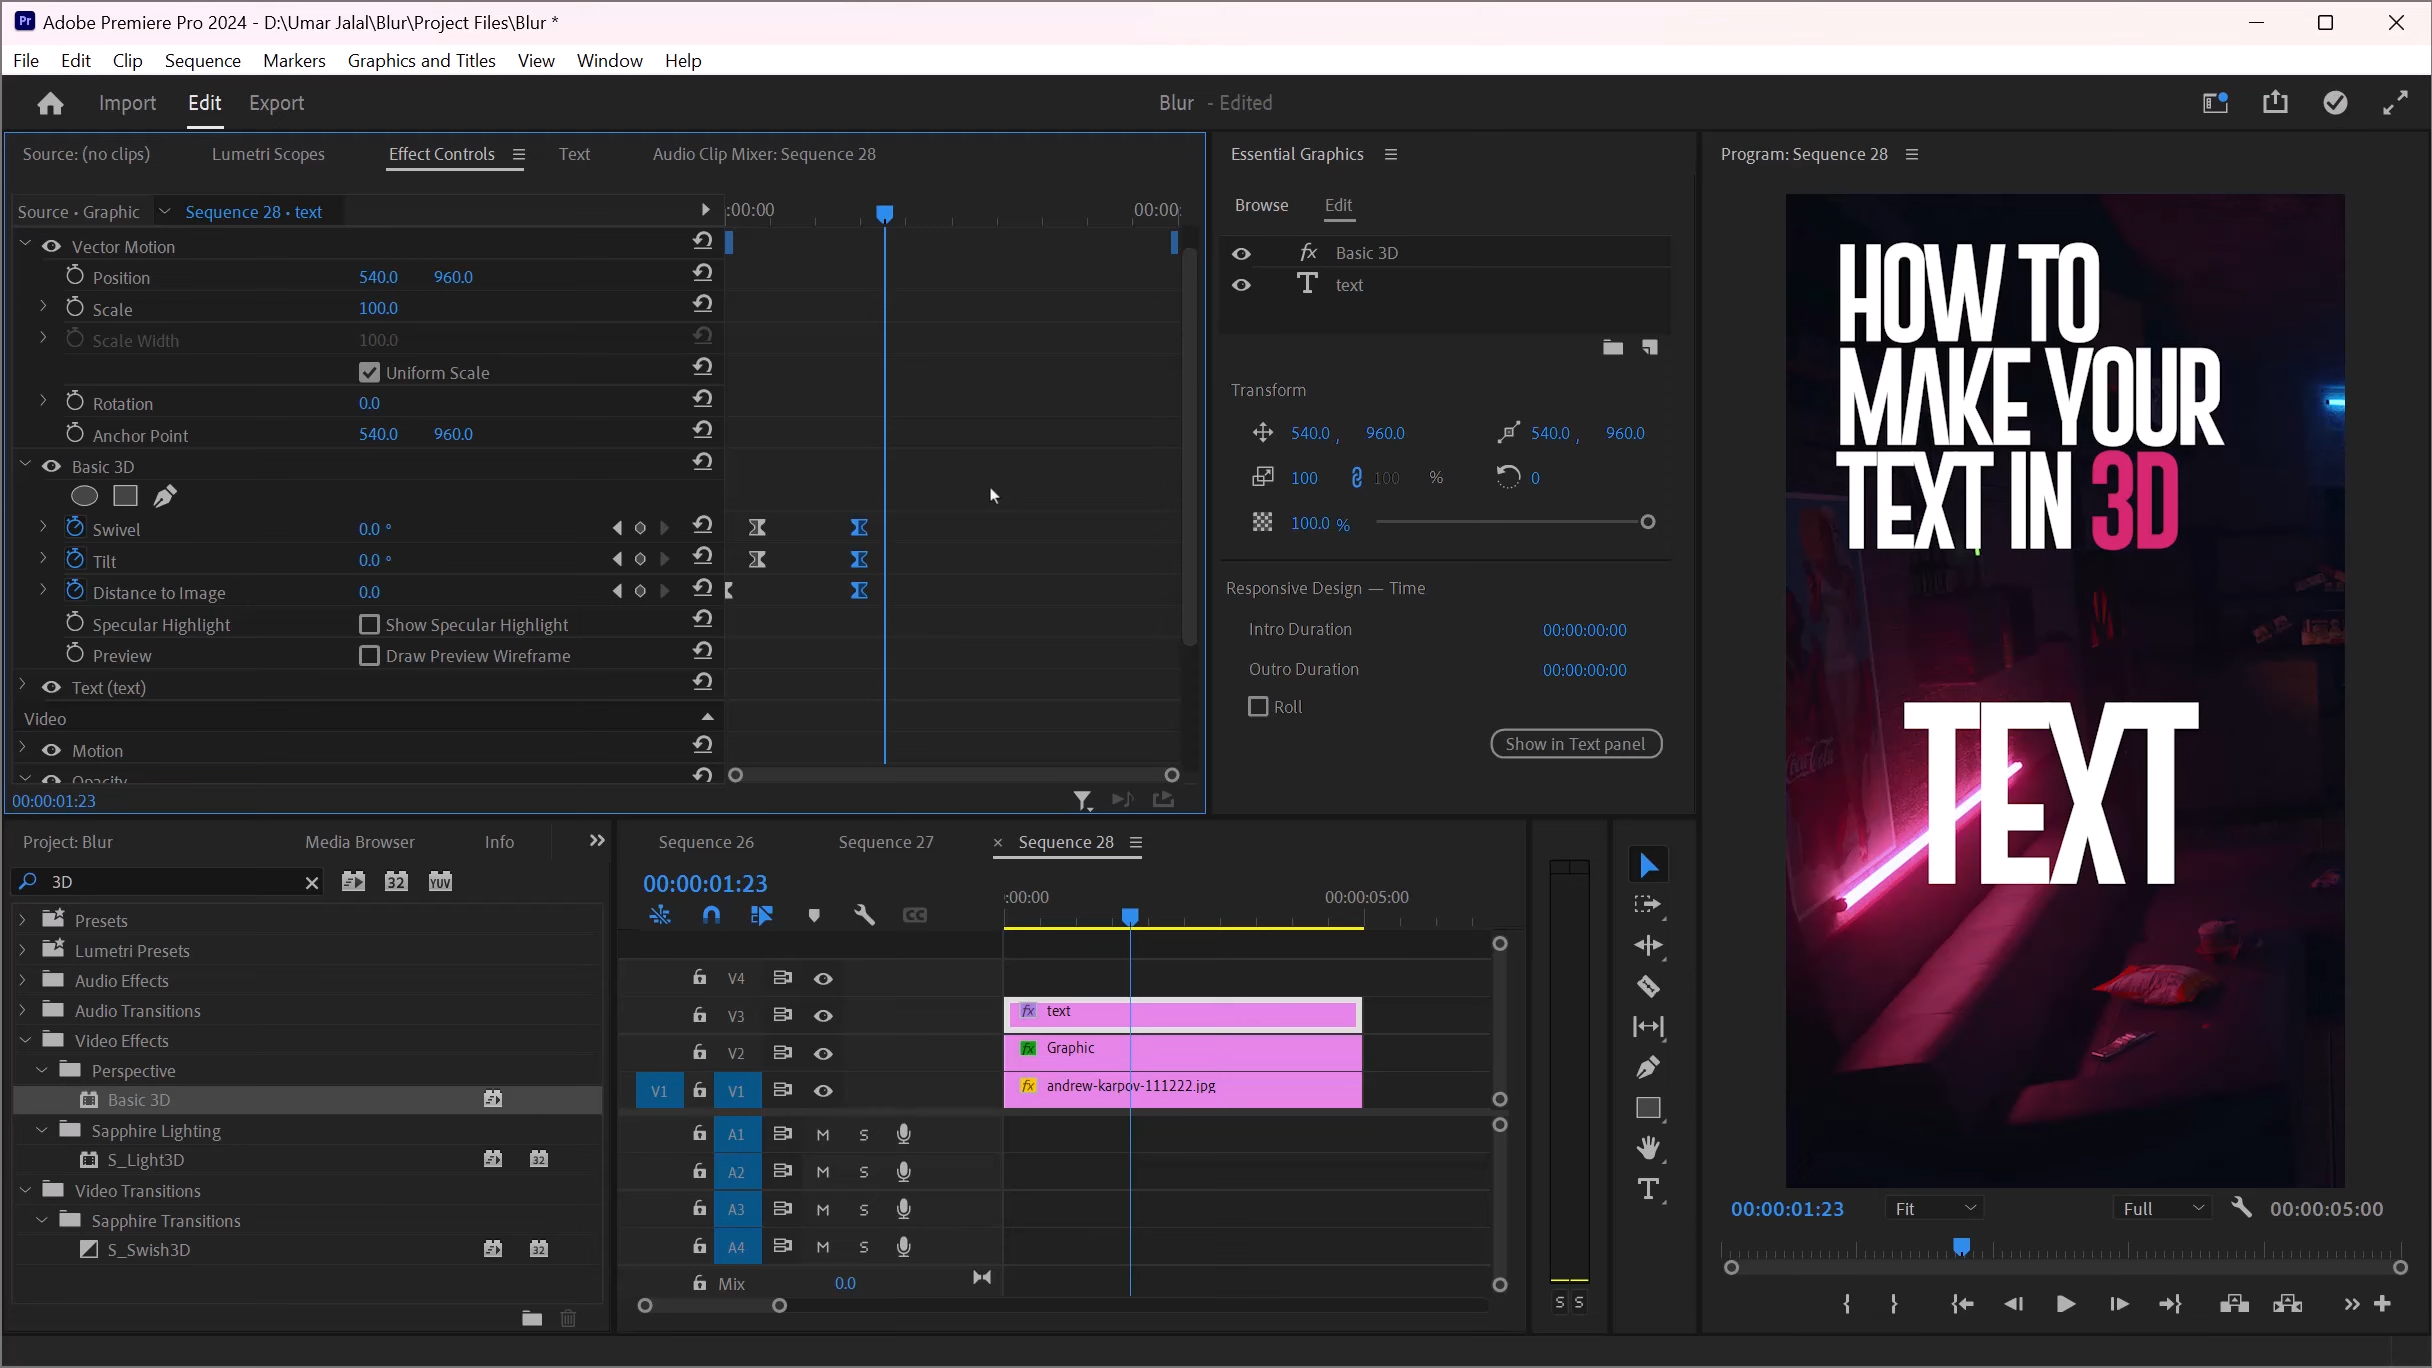 Pr Adobe Premiere Pro 2024 - D:\Umar Jalal\Blur\Project Files\Blur *
File Edit Clip Sequence Markers Graphics and Titles View Window Help
Import Edit Export
Blur - Edited
Source: (no clips) Lumetri Scopes Effect Controls Text Audio Clip Mixer: Sequence 28
Source • Graphic Sequence 28 • text
:00:00 00:00:
Vector Motion
Position 540.0 960.0
Scale 100.0
Scale Width 100.0
Uniform Scale
Rotation 0.0
Anchor Point 540.0 960.0
Basic 3D
Swivel 0.0 °
Tilt 0.0 °
Distance to Image 0.0
Specular Highlight Show Specular Highlight
Preview Draw Preview Wireframe
Text (text)
Video
Motion
Opacity
00:00:01:23
Essential Graphics
Browse Edit
fx Basic 3D
T text
Transform
540.0 , 960.0 540.0 , 960.0
100 100 % 0
100.0 %
Responsive Design — Time
Intro Duration 00:00:00:00
Outro Duration 00:00:00:00
Roll
Show in Text panel
Program: Sequence 28
HOW TO
MAKE YOUR
TEXT IN 3D
TEXT
00:00:01:23 Fit Full 00:00:05:00
Project: Blur Media Browser Info
3D 32 YUV
Presets
Lumetri Presets
Audio Effects
Audio Transitions
Video Effects
Perspective
Basic 3D
Sapphire Lighting
S_Light3D 32
Video Transitions
Sapphire Transitions
S_Swish3D 32
Sequence 26 Sequence 27 × Sequence 28
00:00:01:23
:00:00 00:00:05:00
CC
V4
V3 fx text
V2 fx Graphic
V1 V1 fx andrew-karpov-111222.jpg
A1 M S
A2 M S
A3 M S
A4 M S
Mix 0.0
S S
T